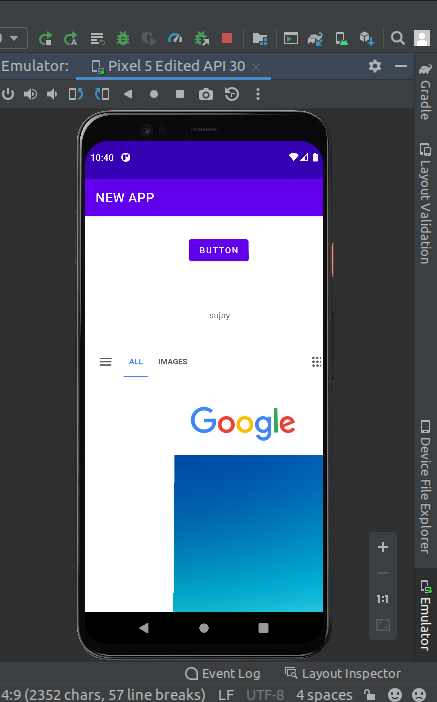 Emulator: Pixel 5 Edited API 30
Gradle
Layout Validation
10:40
NEW APP
BUTTON
sujay
ALL IMAGES
Google
1:1
Device File Explorer
Emulator
Event Log Layout Inspector
4:9 (2352 chars, 57 line breaks) LF UTF-8 4 spaces